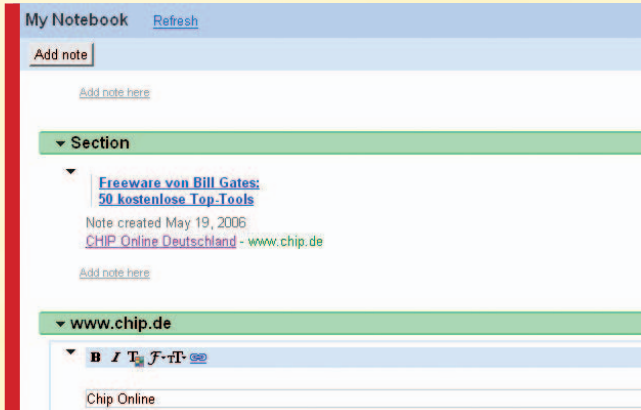 My Notebook Refresh
Add note
Add note here
Section
Freeware von Bill Gates:
50 kostenlose Top-Tools
Note created May 19, 2006
CHIP Online Deutschland - www.chip.de
Add note here
www.chip.de
B I T F T
Chip Online